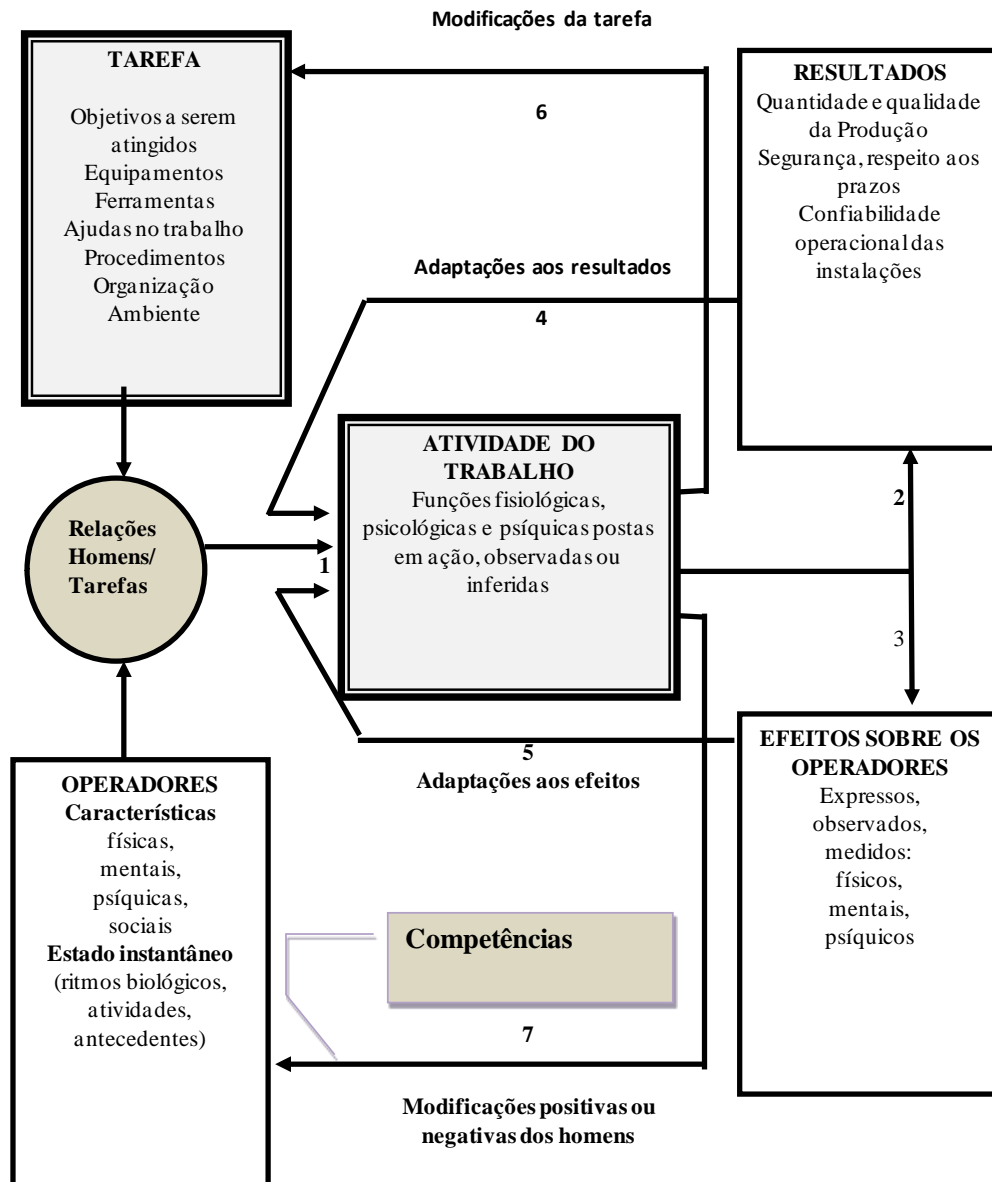 Modificações da tarefa
TAREFA
Objetivos a serem
atingidos
Equipamentos
Ferramentas
Ajudas no trabalho
Procedimentos
Organização
Ambiente
6
RESULTADOS
Quantidade e qualidade
da Produção
Segurança, respeito aos
prazos
Confiabilidade
operacional das
instalações
Adaptações aos resultados
4
ATIVIDADE DO
TRABALHO
Funções fisiológicas,
psicológicas e psíquicas postas
em ação, observadas ou
inferidas
Relações
Homens/
Tarefas
1
2
3
5
Adaptações aos efeitos
EFEITOS SOBRE OS
OPERADORES
Expressos,
observados,
medidos:
físicos,
mentais,
psíquicos
OPERADORES
Características
físicas,
mentais,
psíquicas,
sociais
Estado instantâneo
(ritmos biológicos,
atividades,
antecedentes)
Competências
7
Modificações positivas ou
negativas dos homens